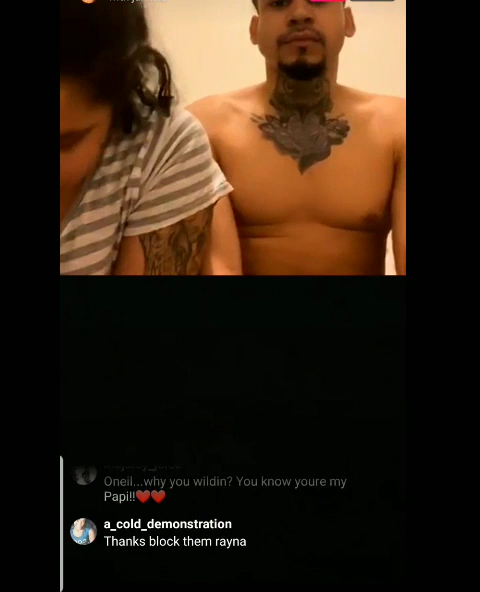 Oneil...why you wildin? You know youre my
Papi!!❤️❤️
a_cold_demonstration
Thanks block them rayna